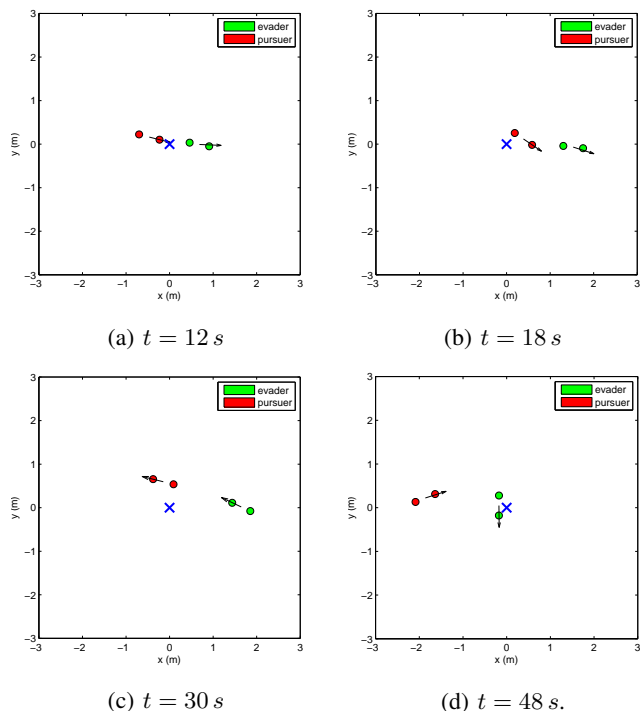 3
2
1
0
−1
−2
−3
y (m)
−3 −2 −1 0 1 2 3
x (m)
evader
pursuer
(a) t = 12 s
3
2
1
0
−1
−2
−3
y (m)
−3 −2 −1 0 1 2 3
x (m)
evader
pursuer
(b) t = 18 s
3
2
1
0
−1
−2
−3
y (m)
−3 −2 −1 0 1 2 3
x (m)
evader
pursuer
(c) t = 30 s
3
2
1
0
−1
−2
−3
y (m)
−3 −2 −1 0 1 2 3
x (m)
evader
pursuer
(d) t = 48 s.